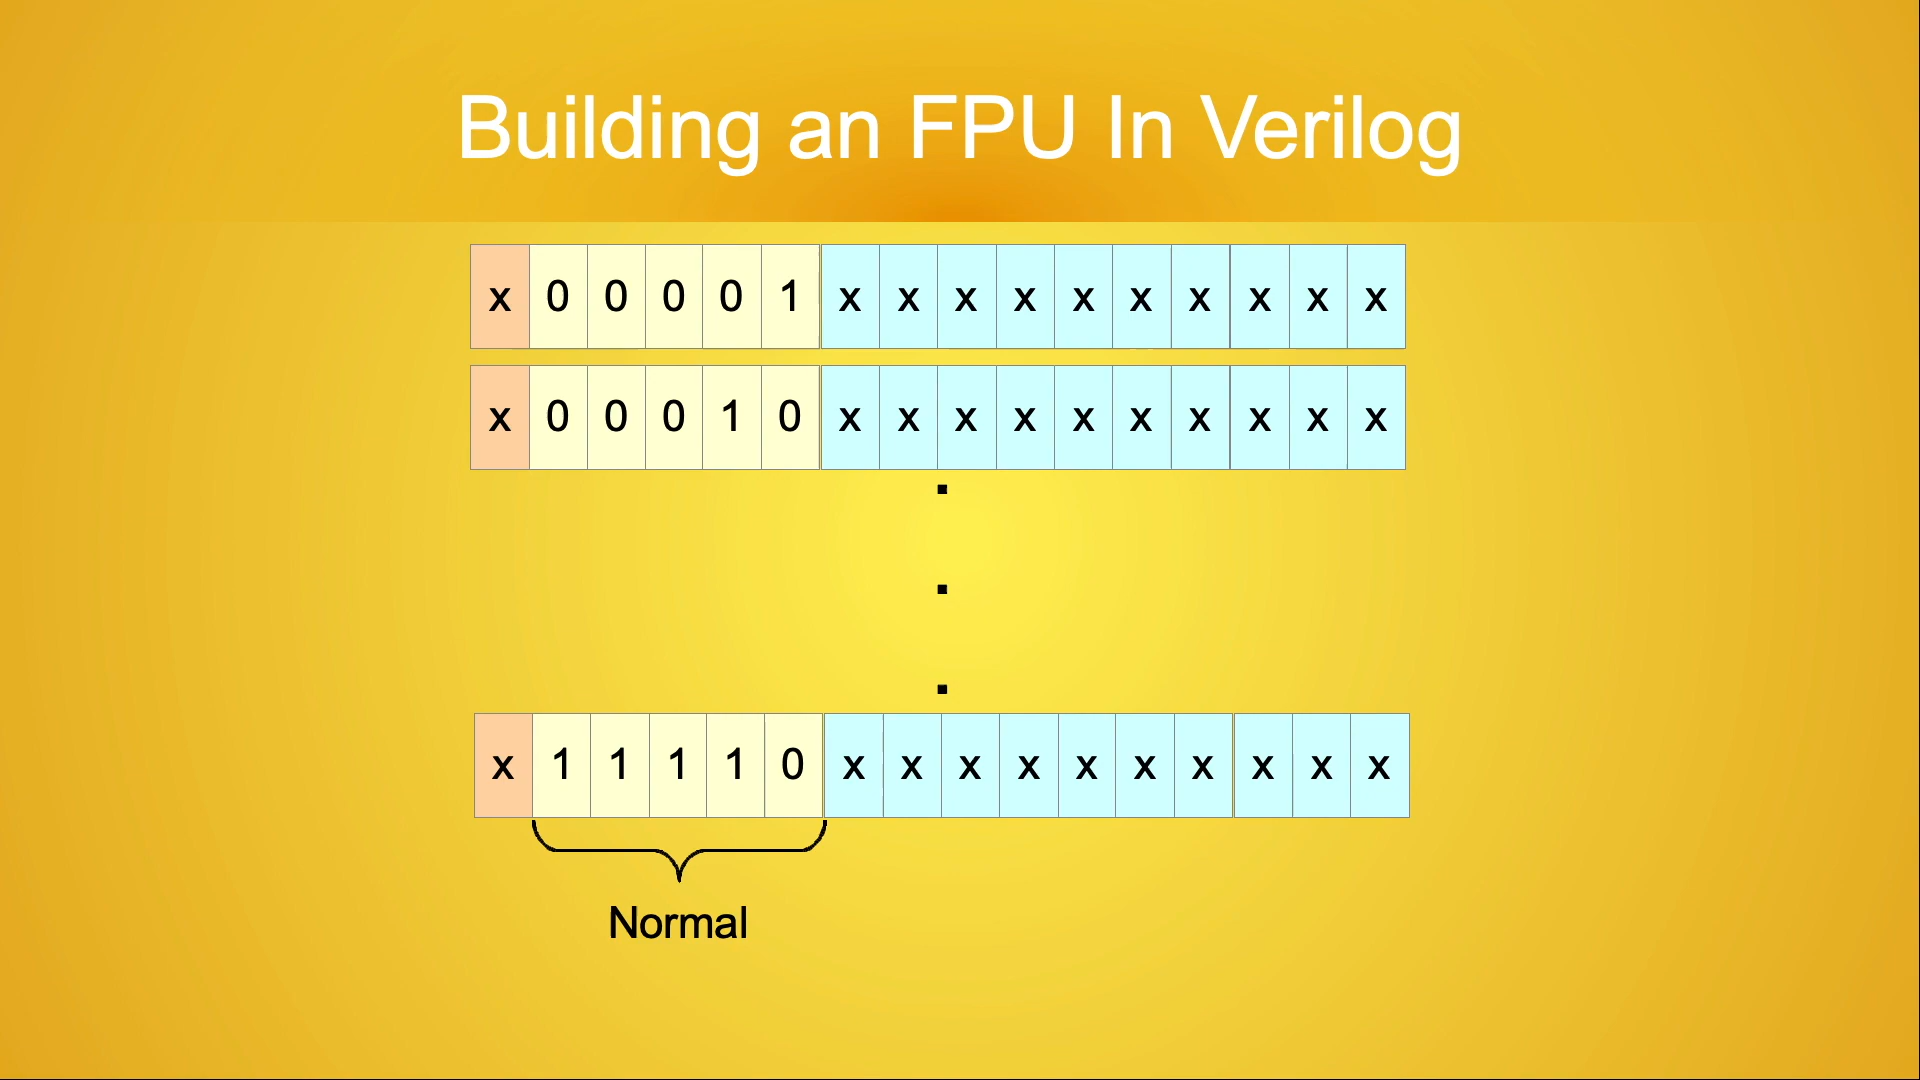 Building an FPU In Verilog
x 0 0 0 0 1 x x x x x x x x x x
x 0 0 0 1 0 x x x x x x x x x x
.
.
.
x 1 1 1 1 0 x x x x x x x x x x
Normal